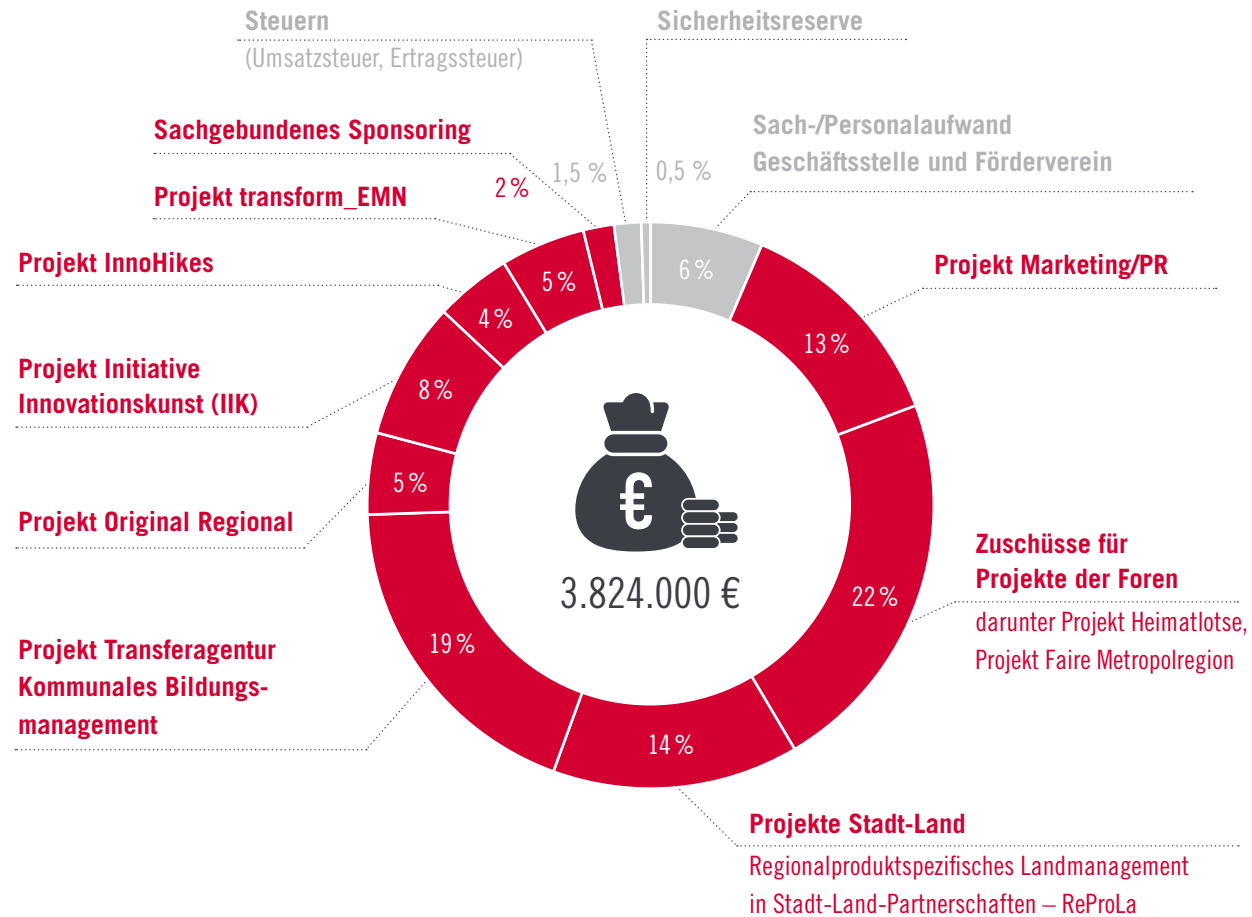 Steuern
(Umsatzsteuer, Ertragssteuer)
Sicherheitsreserve
Sachgebundenes Sponsoring
2 %
1,5 %
0,5 %
Sach-/Personalaufwand
Geschäftsstelle und Förderverein
6 %
Projekt transform_EMN
5 %
Projekt InnoHikes
4 %
Projekt Marketing/PR
13 %
Projekt Initiative
Innovationskunst (IIK)
8 %
Projekt Original Regional
5 %
€
3.824.000 €
Zuschüsse für
Projekte der Foren
darunter Projekt Heimatlotse,
Projekt Faire Metropolregion
22 %
Projekt Transferagentur
Kommunales Bildungs-
management
19 %
14 %
Projekte Stadt-Land
Regionalproduktspezifisches Landmanagement
in Stadt-Land-Partnerschaften – ReProLa